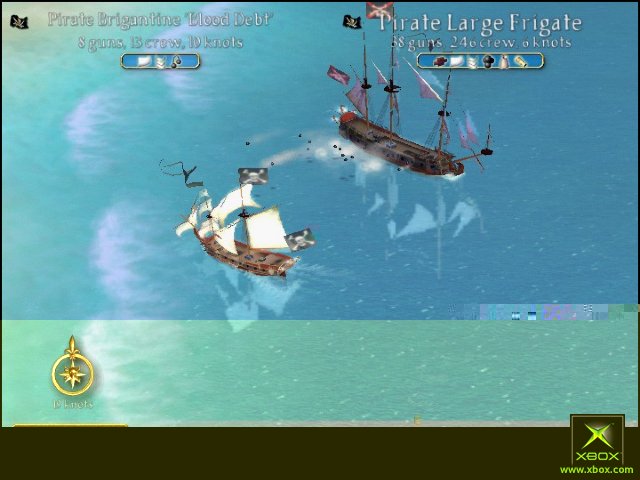 Pirate Brigantine 'Blood Debt'
8 guns, 13 crew, 10 knots
Pirate Large Frigate
38 guns, 246 crew, 6 knots
10 knots
XBOX
www.xbox.com